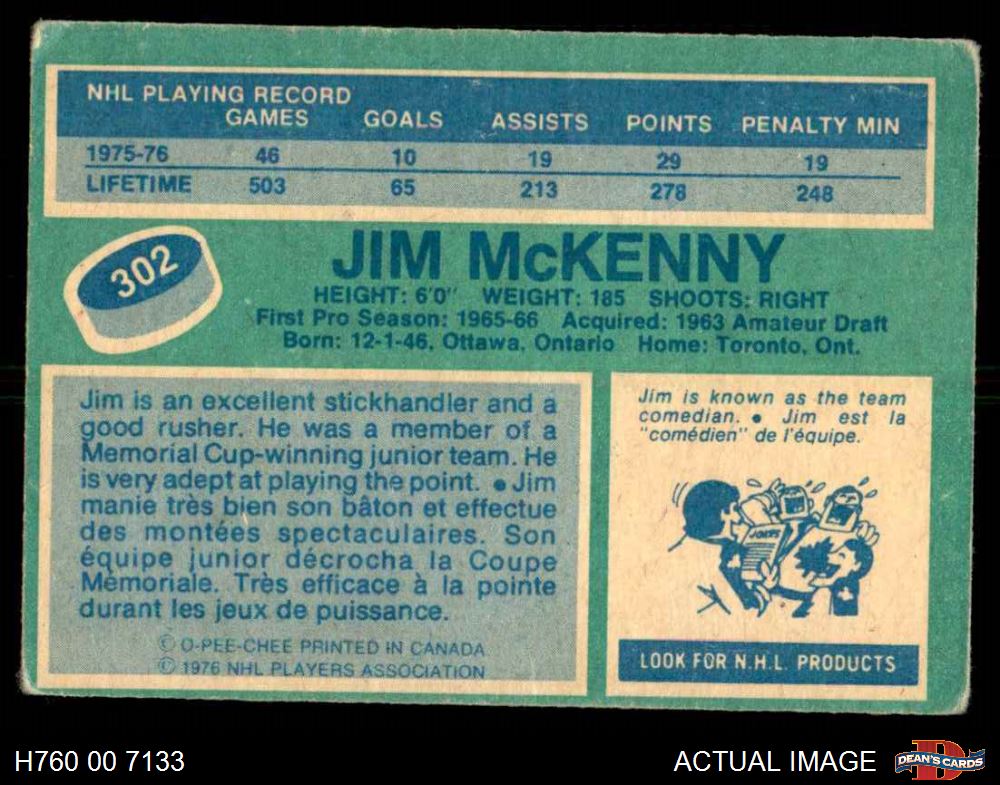 NHL PLAYING RECORD
GAMES GOALS ASSISTS POINTS PENALTY MIN
1975-76 46 10 19 29 19
LIFETIME 503 65 213 278 248
302
JIM McKENNY
HEIGHT: 6'0" WEIGHT: 185 SHOOTS: RIGHT
First Pro Season: 1965-66 Acquired: 1963 Amateur Draft
Born: 12-1-46, Ottawa, Ontario Home: Toronto, Ont.
Jim is an excellent stickhandler and a
good rusher. He was a member of a
Memorial Cup-winning junior team. He
is very adept at playing the point. ● Jim
manie très bien son bâton et effectue
des montées spectaculaires. Son
équipe junior décrocha la Coupe
Mémoriale. Très efficace à la pointe
durant les jeux de puissance.
© O-PEE-CHEE PRINTED IN CANADA
© 1976 NHL PLAYERS ASSOCIATION
Jim is known as the team
comedian. ● Jim est la
"comédien" de l'équipe.
JOKES
LOOK FOR N.H.L. PRODUCTS
H760 00 7133
ACTUAL IMAGE
DEAN'S CARDS